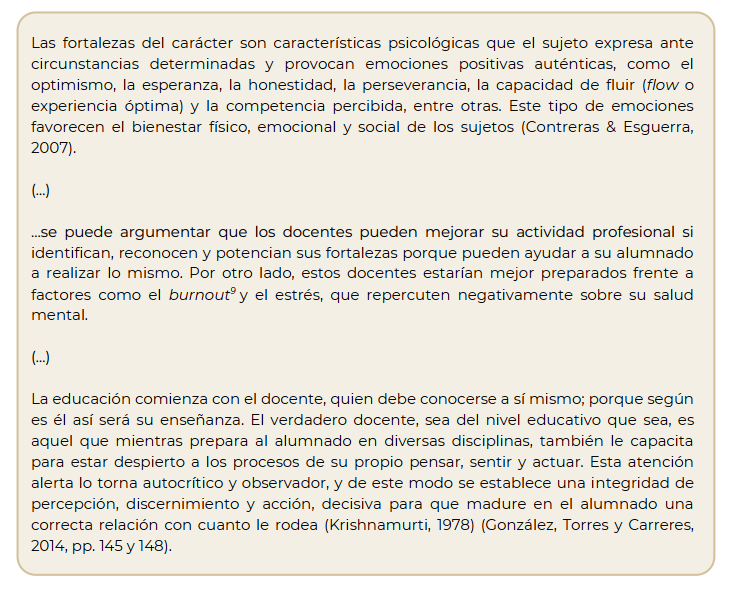 Las fortalezas del carácter son características psicológicas que el sujeto expresa ante
circunstancias determinadas y provocan emociones positivas auténticas, como el
optimismo, la esperanza, la honestidad, la perseverancia, la capacidad de fluir (flow o
experiencia óptima) y la competencia percibida, entre otras. Este tipo de emociones
favorecen el bienestar físico, emocional y social de los sujetos (Contreras & Esguerra,
2007).
(...)
...se puede argumentar que los docentes pueden mejorar su actividad profesional si
identifican, reconocen y potencian sus fortalezas porque pueden ayudar a su alumnado
a realizar lo mismo. Por otro lado, estos docentes estarían mejor preparados frente a
factores como el burnout⁹ y el estrés, que repercuten negativamente sobre su salud
mental.
(...)
La educación comienza con el docente, quien debe conocerse a sí mismo; porque según
es él así será su enseñanza. El verdadero docente, sea del nivel educativo que sea, es
aquel que mientras prepara al alumnado en diversas disciplinas, también le capacita
para estar despierto a los procesos de su propio pensar, sentir y actuar. Esta atención
alerta lo torna autocrítico y observador, y de este modo se establece una integridad de
percepción, discernimiento y acción, decisiva para que madure en el alumnado una
correcta relación con cuanto le rodea (Krishnamurti, 1978) (González, Torres y Carreres,
2014, pp. 145 y 148).